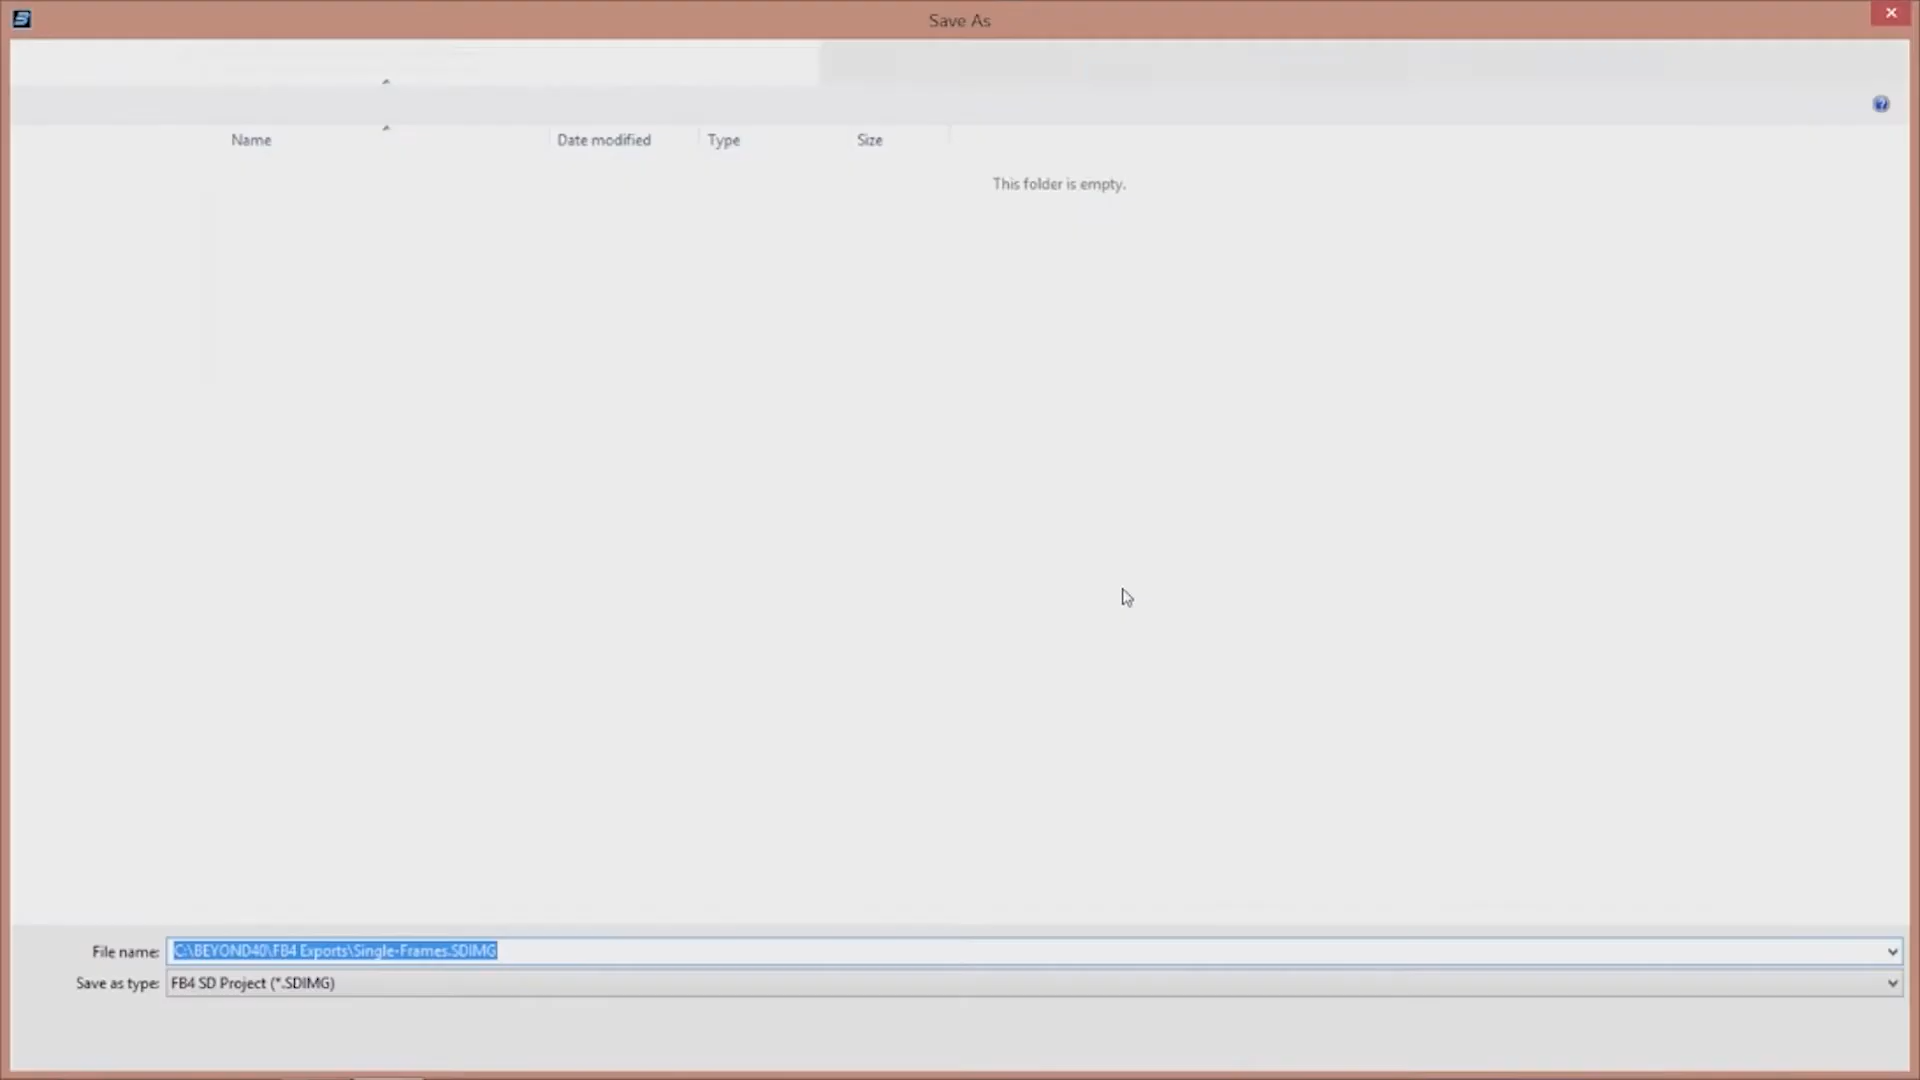 Save As
Name Date modified Type Size
This folder is empty.
File name: C:\BEYOND40\FB4 Exports\Single-Frames.SDIMG
Save as type: FB4 SD Project (*.SDIMG)